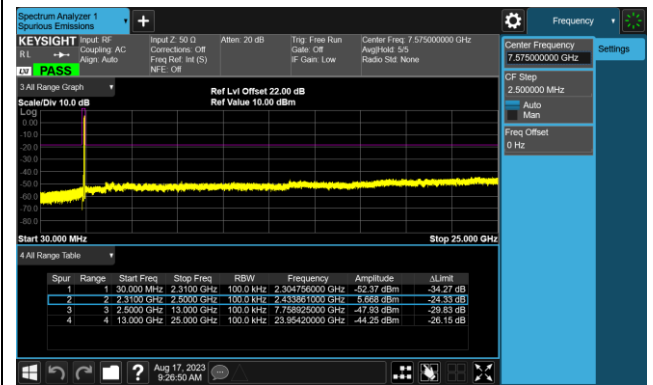 Spectrum Analyzer 1
Spurious Emissions
Frequency
KEYSIGHT Input: RF Input Z: 50 Ω Atten: 20 dB Trig: Free Run Center Freq: 7.575000000 GHz
RL Coupling: AC Corrections: Off Gate: Off Avg|Hold: 5/5
Align: Auto Freq Ref: Int (S) IF Gain: Low Radio Std: None
NFE: Off
PASS
Center Frequency
7.575000000 GHz
Settings
CF Step
2.500000 MHz
Auto
Man
Freq Offset
0 Hz
3 All Range Graph
Ref Lvl Offset 22.00 dB
Scale/Div 10.0 dB Ref Value 10.00 dBm
Log
0.00
-10.0
-20.0
-30.0
-40.0
-50.0
-60.0
-70.0
-80.0
Start 30.000 MHz Stop 25.000 GHz
4 All Range Table
Spur Range Start Freq Stop Freq RBW Frequency Amplitude ΔLimit
1 1 30.000 MHz 2.3100 GHz 100.0 kHz 2.304756000 GHz -52.37 dBm -34.27 dB
2 2 2.3100 GHz 2.5000 GHz 100.0 kHz 2.433861000 GHz 5.668 dBm -24.33 dB
3 3 2.5000 GHz 13.000 GHz 100.0 kHz 7.758925000 GHz -47.93 dBm -29.83 dB
4 4 13.000 GHz 25.000 GHz 100.0 kHz 23.95420000 GHz -44.25 dBm -26.15 dB
Aug 17, 2023
9:26:50 AM